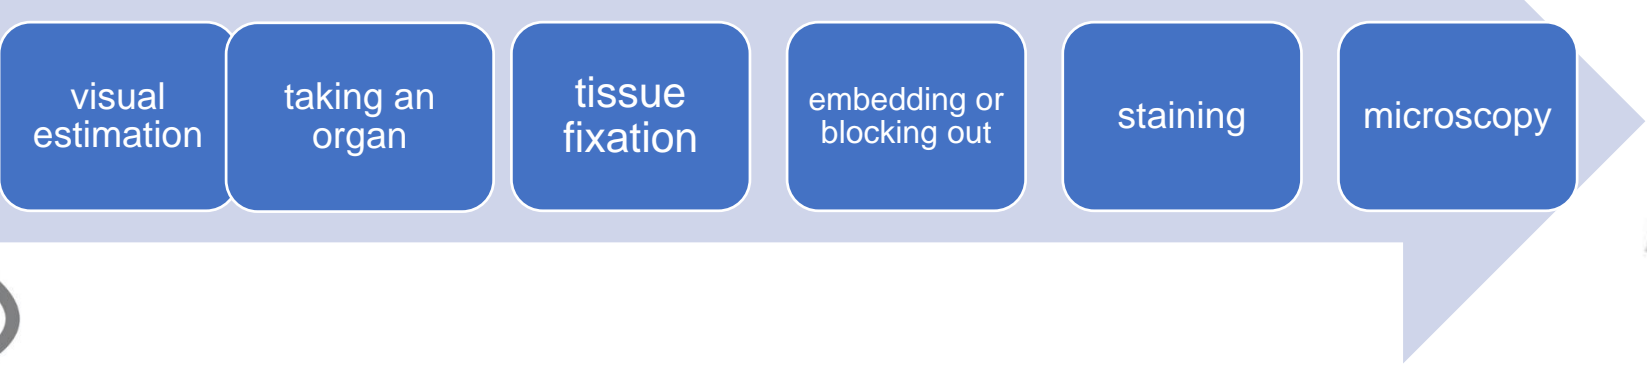 visual
estimation
taking an
organ
tissue
fixation
embedding or
blocking out
staining
microscopy